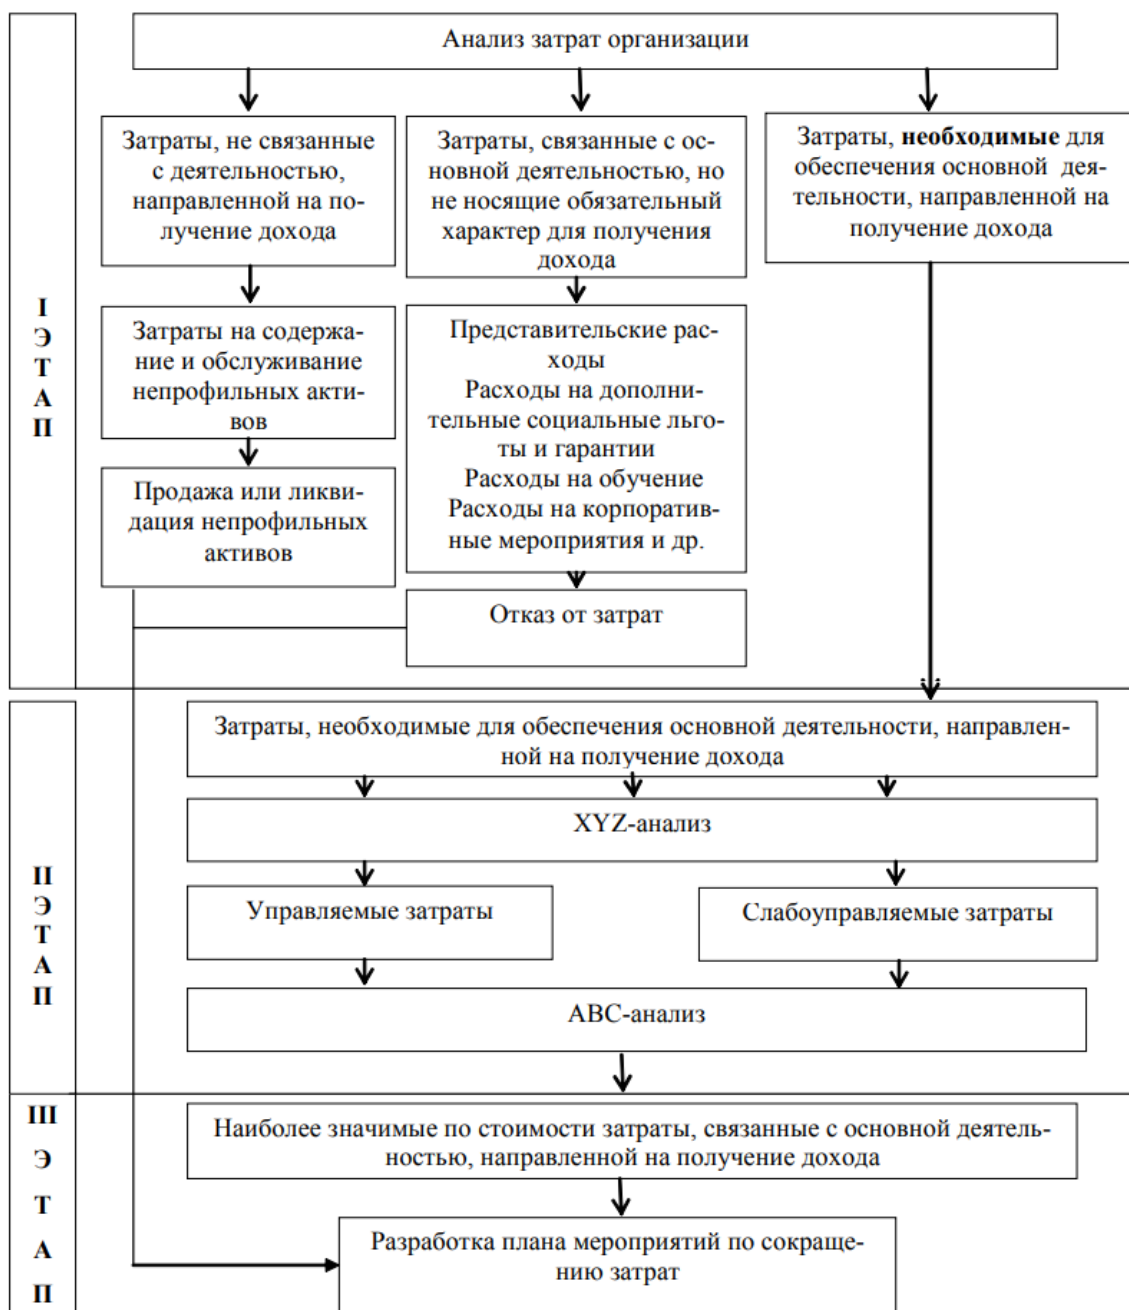 Анализ затрат организации
Затраты, не связанные
с деятельностью,
направленной на по-
лучение дохода
Затраты, связанные с ос-
новной деятельностью, но
не носящие обязательный
характер для получения
дохода
Затраты, необходимые для
обеспечения основной дея-
тельности, направленной на
получение дохода
I
Э
Т
А
П
Затраты на содержа-
ние и обслуживание
непрофильных акти-
вов
Представительские рас-
ходы
Расходы на дополни-
тельные социальные льго-
ты и гарантии
Расходы на обучение
Расходы на корпоратив-
ные мероприятия и др.
Продажа или ликви-
дация непрофильных
активов
Отказ от затрат
II
Э
Т
А
П
Затраты, необходимые для обеспечения основной деятельности, направлен-
ной на получение дохода
XYZ-анализ
Управляемые затраты
Слабоуправляемые затраты
АВС-анализ
III
Э
Т
А
П
Наиболее значимые по стоимости затраты, связанные с основной деятель-
ностью, направленной на получение дохода
Разработка плана мероприятий по сокраще-
нию затрат